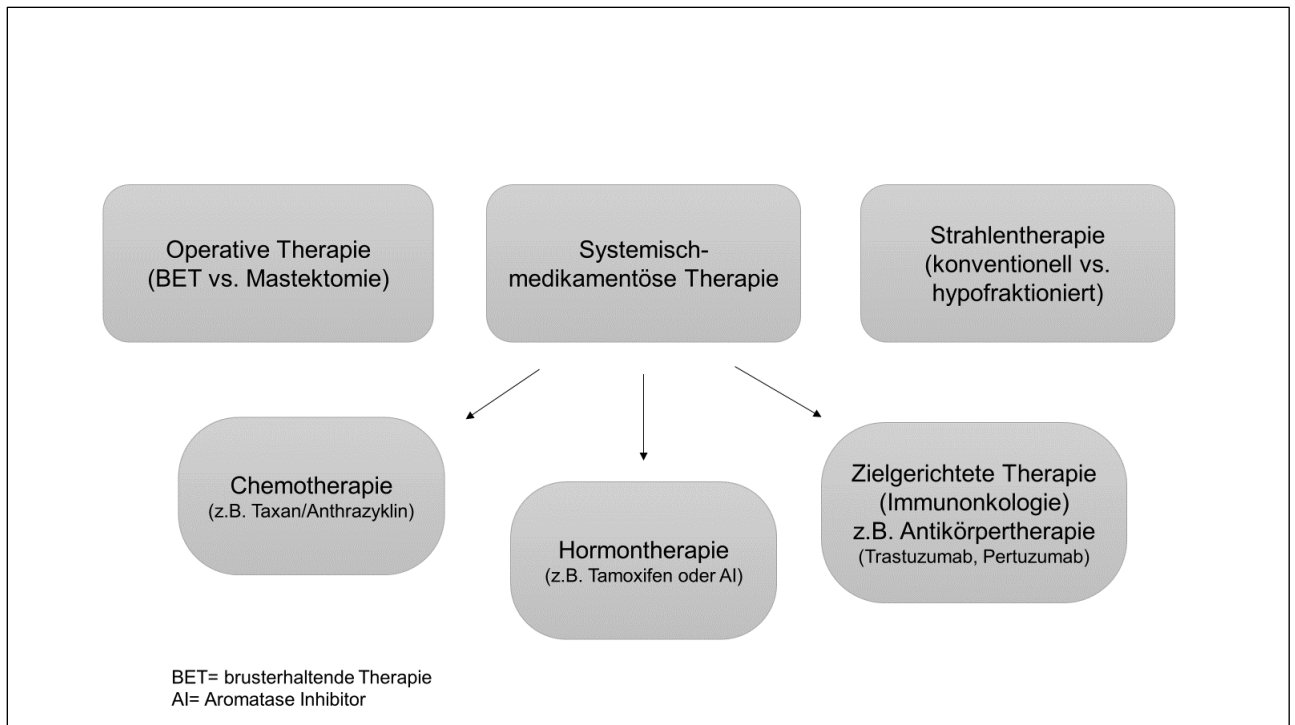 Operative Therapie
(BET vs. Mastektomie)
Systemisch-
medikamentöse Therapie
Strahlentherapie
(konventionell vs.
hypofraktioniert)
Chemotherapie
(z.B. Taxan/Anthrazyklin)
Hormontherapie
(z.B. Tamoxifen oder AI)
Zielgerichtete Therapie
(Immunonkologie)
z.B. Antikörpertherapie
(Trastuzumab, Pertuzumab)
BET= brusterhaltende Therapie
AI= Aromatase Inhibitor